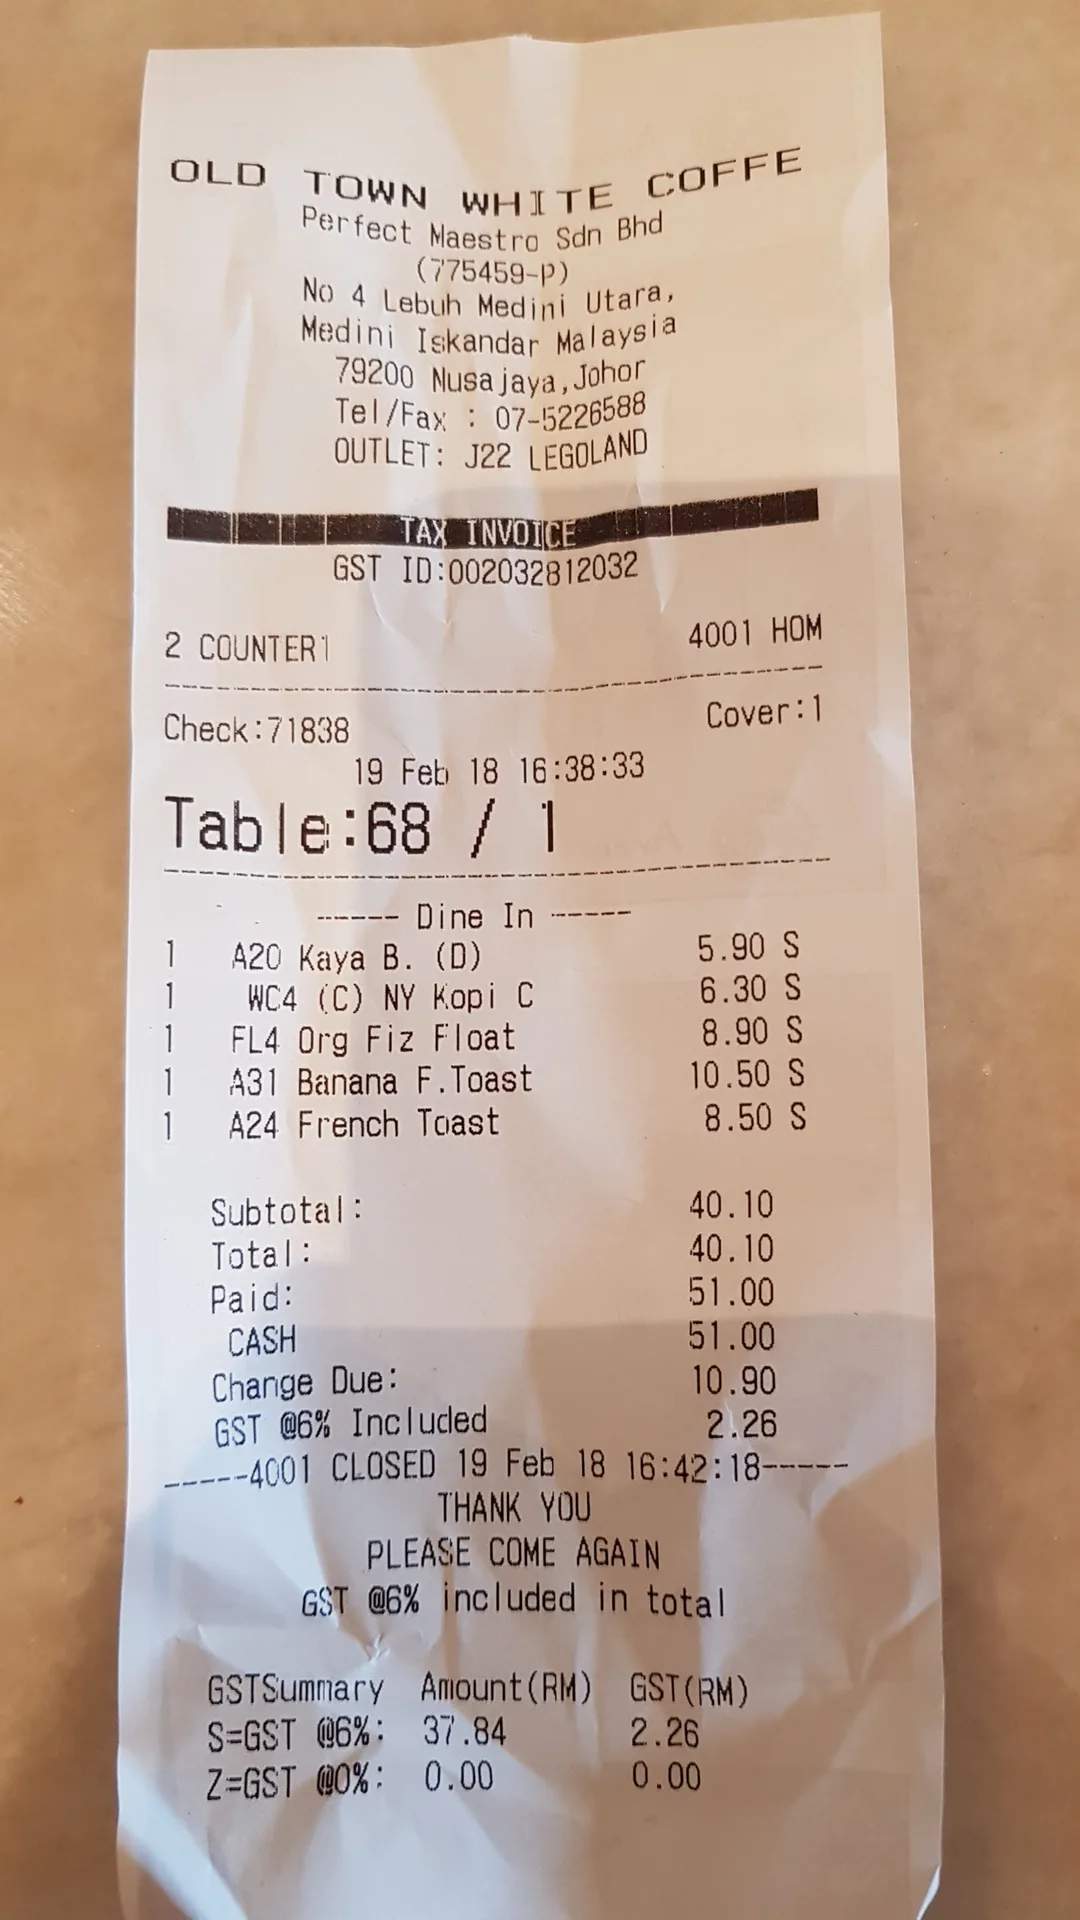 OLD TOWN WHITE COFFE
Perfect Maestro Sdn Bhd
(775459-P)
No 4 Lebuh Medini Utara,
Medini Iskandar Malaysia
79200 Nusajaya,Johor
Tel/Fax : 07-5226588
OUTLET: J22 LEGOLAND
TAX INVOICE
GST ID:002032812032
2 COUNTER1 4001 HOM
Check:71838 Cover:1
19 Feb 18 16:38:33
Table:68 / 1
------ Dine In ------
1 A20 Kaya B. (D) 5.90 S
1 WC4 (C) NY Kopi C 6.30 S
1 FL4 Org Fiz Float 8.90 S
1 A31 Banana F.Toast 10.50 S
1 A24 French Toast 8.50 S
Subtotal: 40.10
Total: 40.10
Paid: 51.00
CASH 51.00
Change Due: 10.90
GST @6% Included 2.26
-----4001 CLOSED 19 Feb 18 16:42:18-----
THANK YOU
PLEASE COME AGAIN
GST @6% included in total
GSTSummary Amount(RM) GST(RM)
S=GST @6%: 37.84 2.26
Z=GST @0%: 0.00 0.00